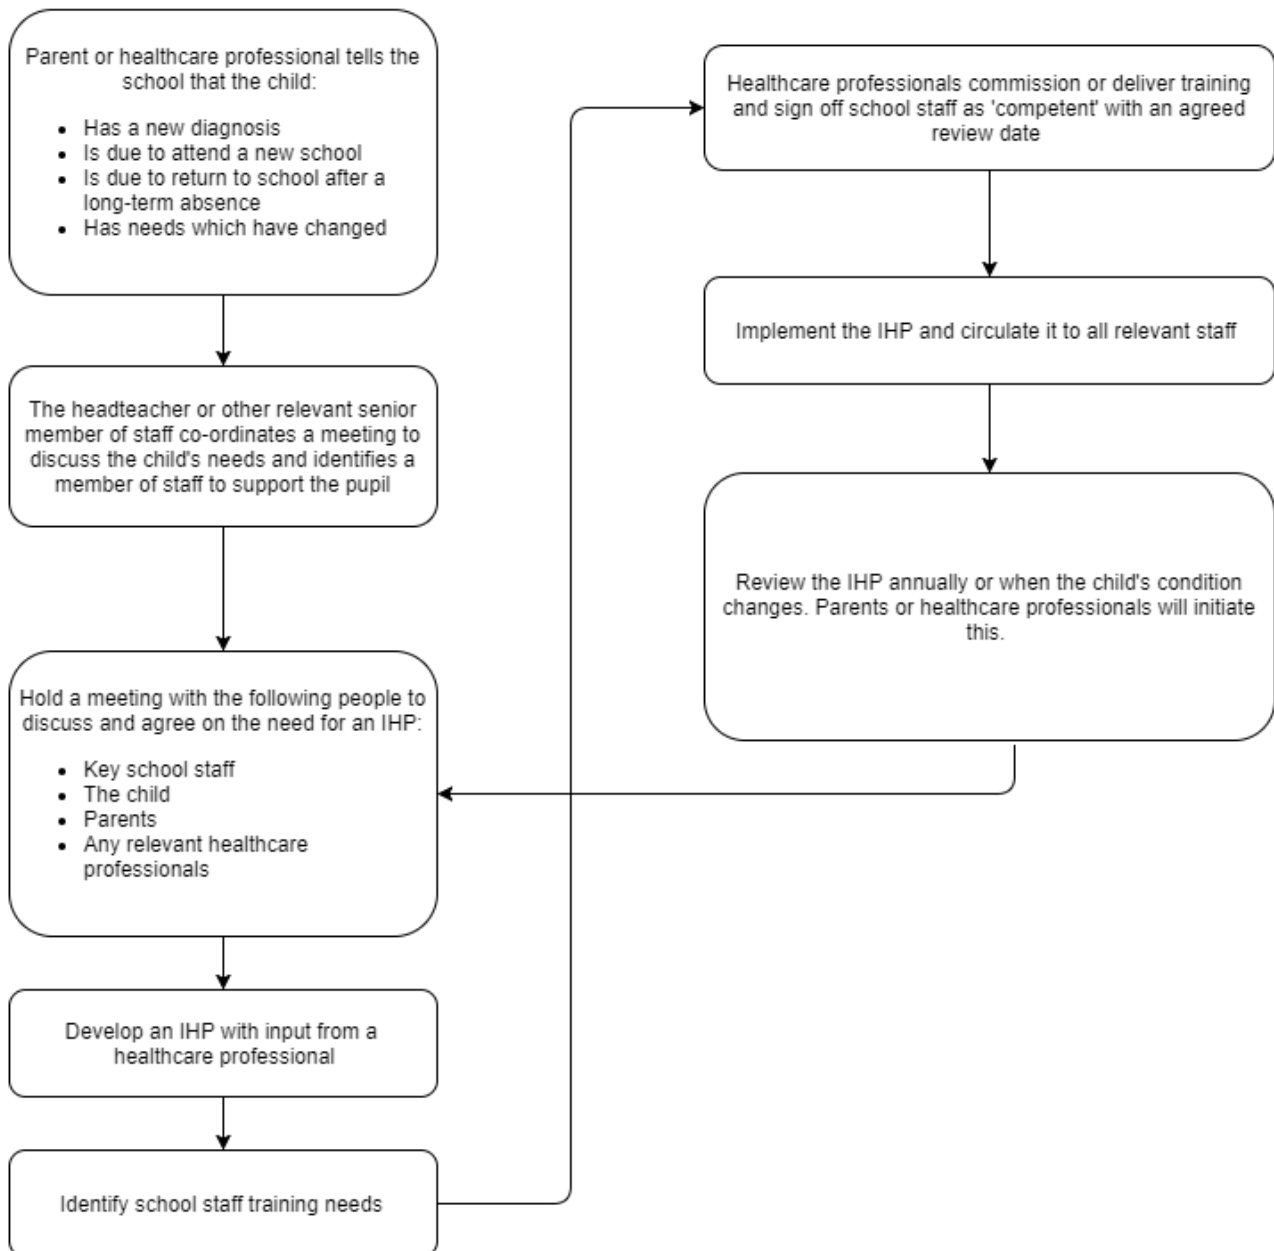 Parent or healthcare professional tells the
school that the child:
• Has a new diagnosis
• Is due to attend a new school
• Is due to return to school after a
long-term absence
• Has needs which have changed
The headteacher or other relevant senior
member of staff co-ordinates a meeting to
discuss the child's needs and identifies a
member of staff to support the pupil
Hold a meeting with the following people to
discuss and agree on the need for an IHP:
• Key school staff
• The child
• Parents
• Any relevant healthcare
professionals
Develop an IHP with input from a
healthcare professional
Identify school staff training needs
Healthcare professionals commission or deliver training
and sign off school staff as 'competent' with an agreed
review date
Implement the IHP and circulate it to all relevant staff
Review the IHP annually or when the child's condition
changes. Parents or healthcare professionals will initiate
this.